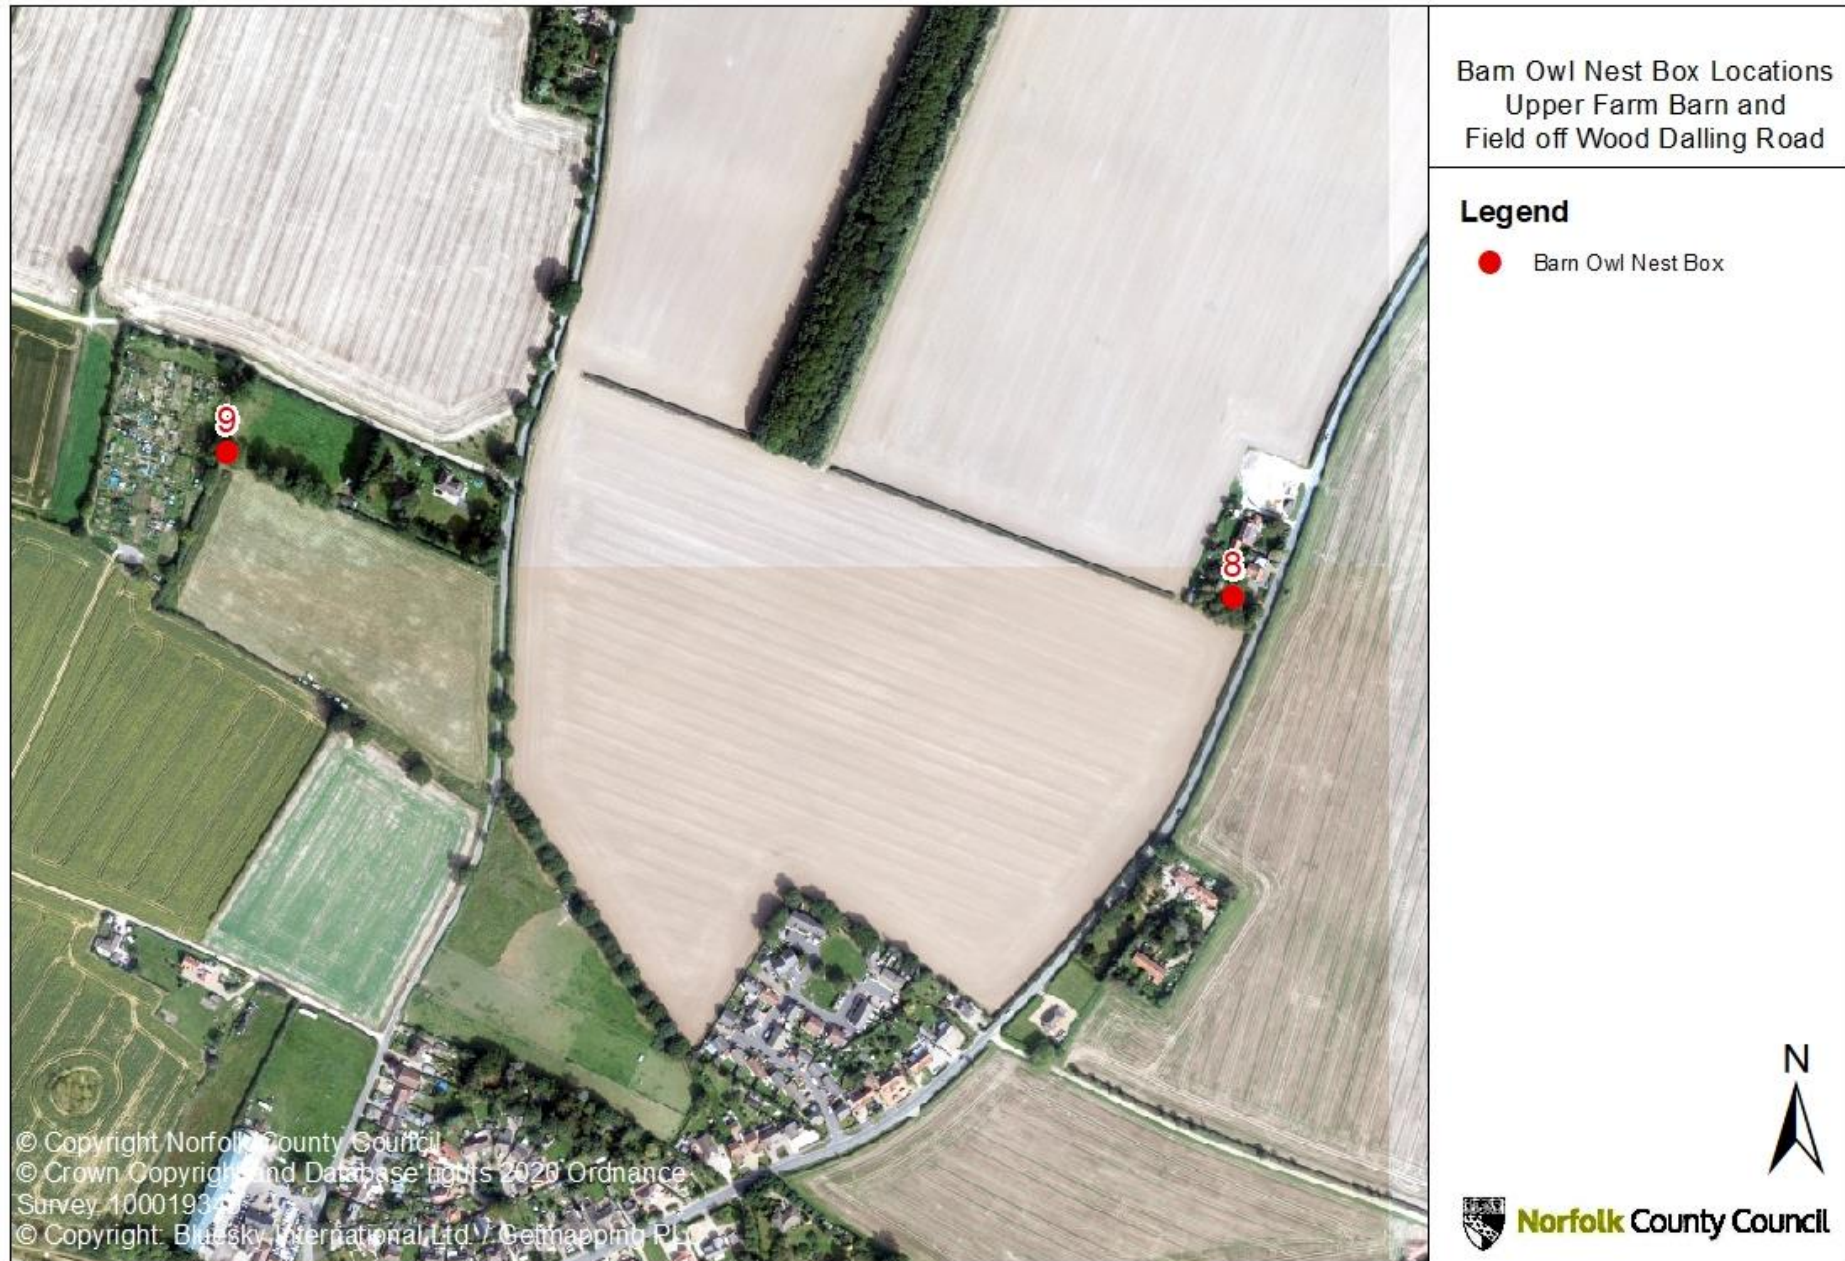 Barn Owl Nest Box Locations
Upper Farm Barn and
Field off Wood Dalling Road
Legend
Barn Owl Nest Box
9
8
N
© Copyright Norfolk County Council
© Crown Copyright and Database rights 2020 Ordnance
Survey
© Copyright: Bluesky International Ltd / Getmapping PLC
Norfolk County Council